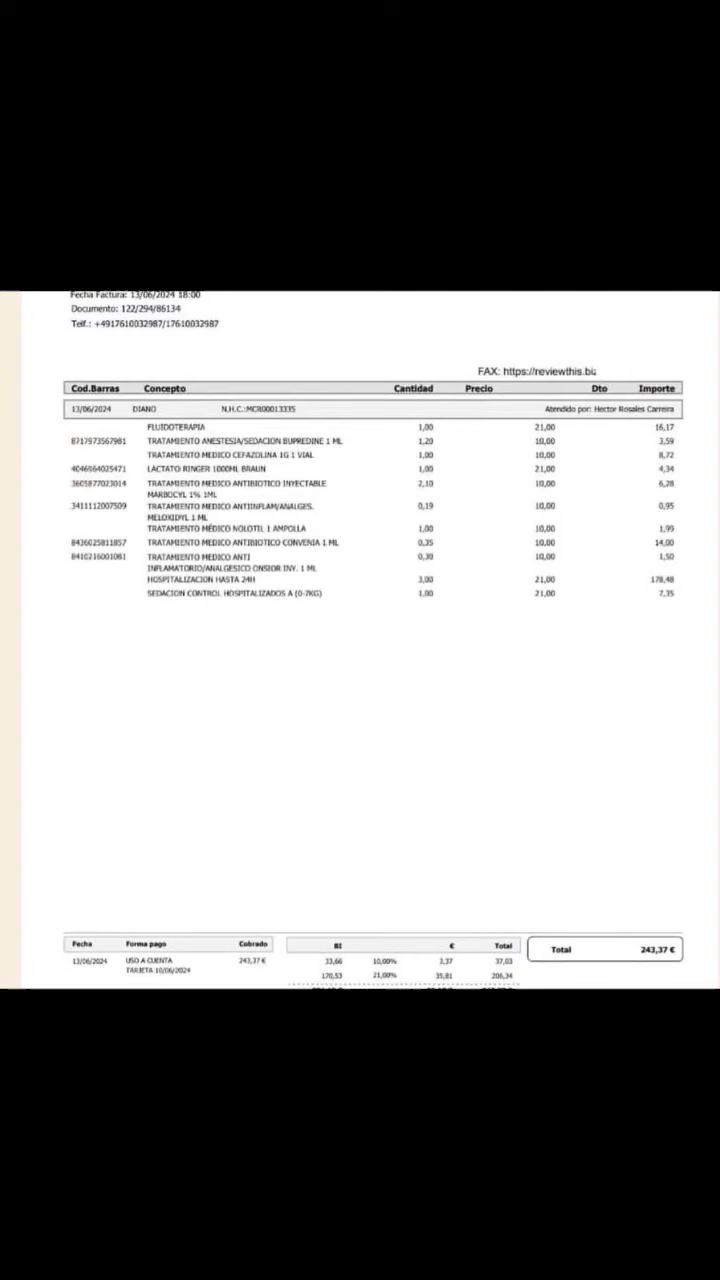 Fecha Factura: 13/06/2024 18:00
Documento: 122/294/86134
Telf.: +4917610032987/17610032987
FAX: https://reviewthis.biz
Cod.Barras Concepto Cantidad Precio Dto Importe
13/06/2024 DIANO N.H.C.:MCR00013335 Atendido por: Hector Rosales Carreira
FLUIDOTERAPIA 1,00 21,00 16,17
8717973567981 TRATAMIENTO ANESTESIA/SEDACION BUPREDINE 1 ML 1,20 10,00 3,59
TRATAMIENTO MEDICO CEFAZOLINA 1G 1 VIAL 1,00 10,00 8,72
4046964025471 LACTATO RINGER 1000ML BRAUN 1,00 21,00 4,34
3605877023014 TRATAMIENTO MEDICO ANTIBIOTICO INYECTABLE 2,10 10,00 6,28
MARBOCYL 1% 1ML
3411112007509 TRATAMIENTO MEDICO ANTIINFLAM/ANALGES. 0,19 10,00 0,95
MELOXIDYL 1 ML
TRATAMIENTO MÉDICO NOLOTIL 1 AMPOLLA 1,00 10,00 1,99
8436025811857 TRATAMIENTO MEDICO ANTIBIOTICO CONVENIA 1 ML 0,35 10,00 14,00
8410216001081 TRATAMIENTO MEDICO ANTI 0,30 10,00 1,50
INFLAMATORIO/ANALGESICO ONSIOR INY. 1 ML
HOSPITALIZACION HASTA 24H 3,00 21,00 178,48
SEDACION CONTROL HOSPITALIZADOS A (0-7KG) 1,00 21,00 7,35
Fecha Forma pago Cobrado BI € Total
Total 243,37 €
13/06/2024 USO A CUENTA 243,37 € 33,66 10,00% 3,37 37,03
TARJETA 10/06/2024 170,53 21,00% 35,81 206,34